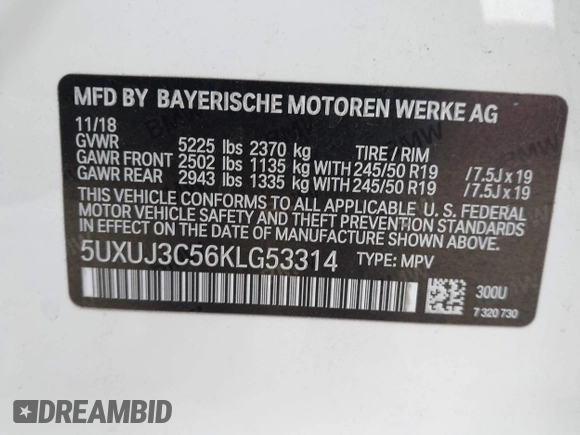 MFD BY BAYERISCHE MOTOREN WERKE AG
11/18
GVWR 5225 lbs 2370 kg TIRE / RIM
GAWR FRONT 2502 lbs 1135 kg WITH 245/50 R19 /7.5J x 19
GAWR REAR 2943 lbs 1335 kg WITH 245/50 R19 /7.5J x 19
THIS VEHICLE CONFORMS TO ALL APPLICABLE U.S. FEDERAL
MOTOR VEHICLE SAFETY AND THEFT PREVENTION STANDARDS
IN EFFECT ON THE DATE OF MANUFACTURE SHOWN ABOVE.
5UXUJ3C56KLG53314 TYPE: MPV
300U
7 320 730
DREAMBID